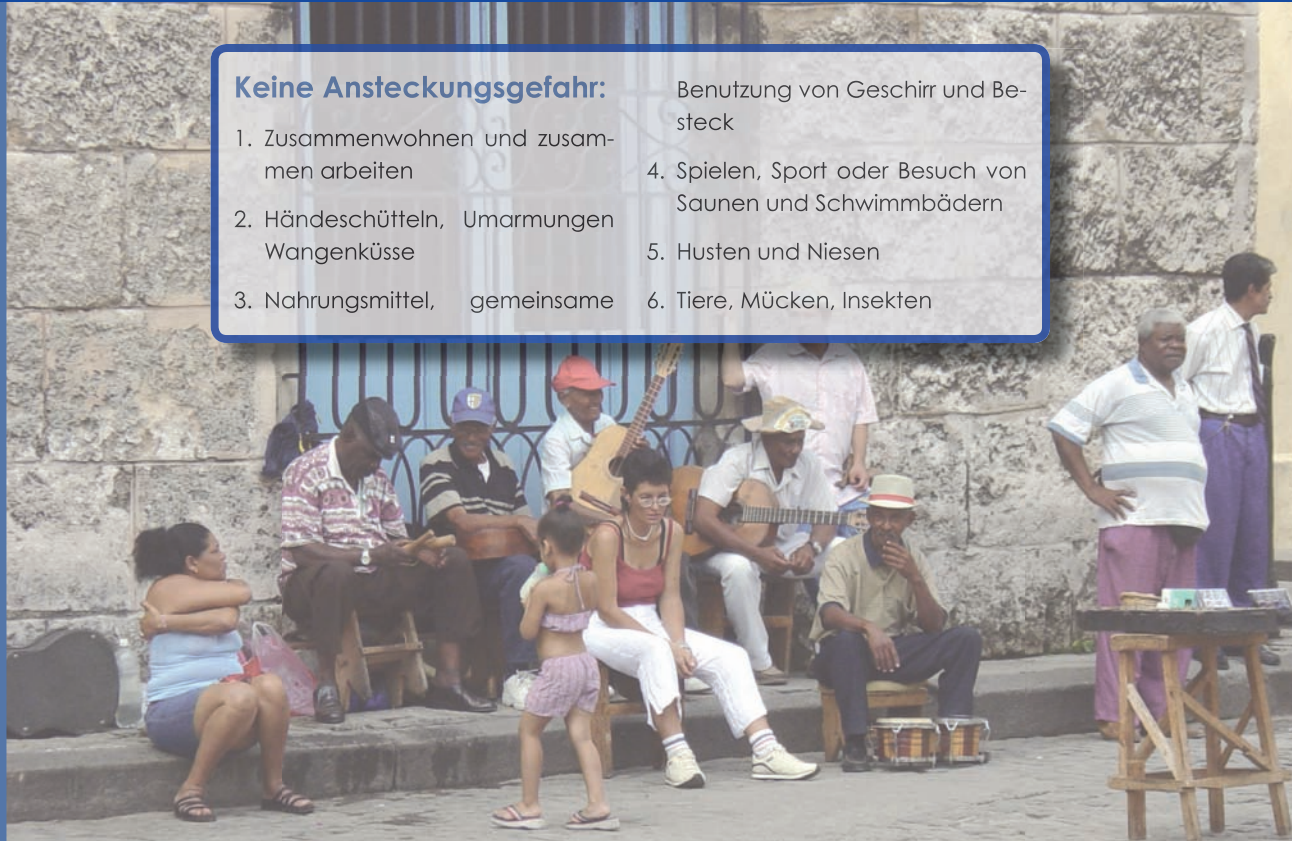 Keine Ansteckungsgefahr:
1. Zusammenwohnen und zusam-
men arbeiten
2. Händeschütteln, Umarmungen
Wangenküsse
3. Nahrungsmittel, gemeinsame
Benutzung von Geschirr und Be-
steck
4. Spielen, Sport oder Besuch von
Saunen und Schwimmbädern
5. Husten und Niesen
6. Tiere, Mücken, Insekten